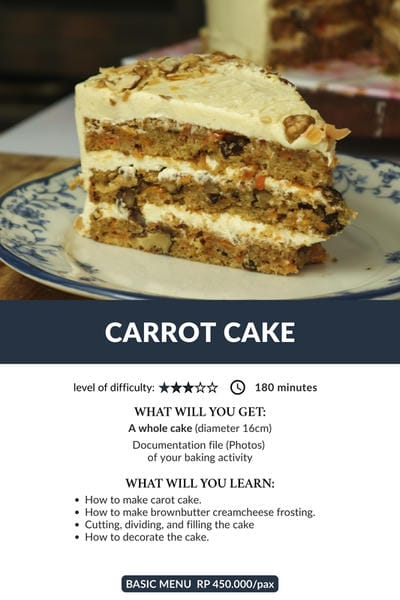 CARROT CAKE
level of difficulty: ★★★☆☆ 180 minutes
WHAT WILL YOU GET:
A whole cake (diameter 16cm)
Documentation file (Photos)
of your baking activity
WHAT WILL YOU LEARN:
• How to make carot cake.
• How to make brownbutter creamcheese frosting.
• Cutting, dividing, and filling the cake
• How to decorate the cake.
BASIC MENU RP 450.000/pax